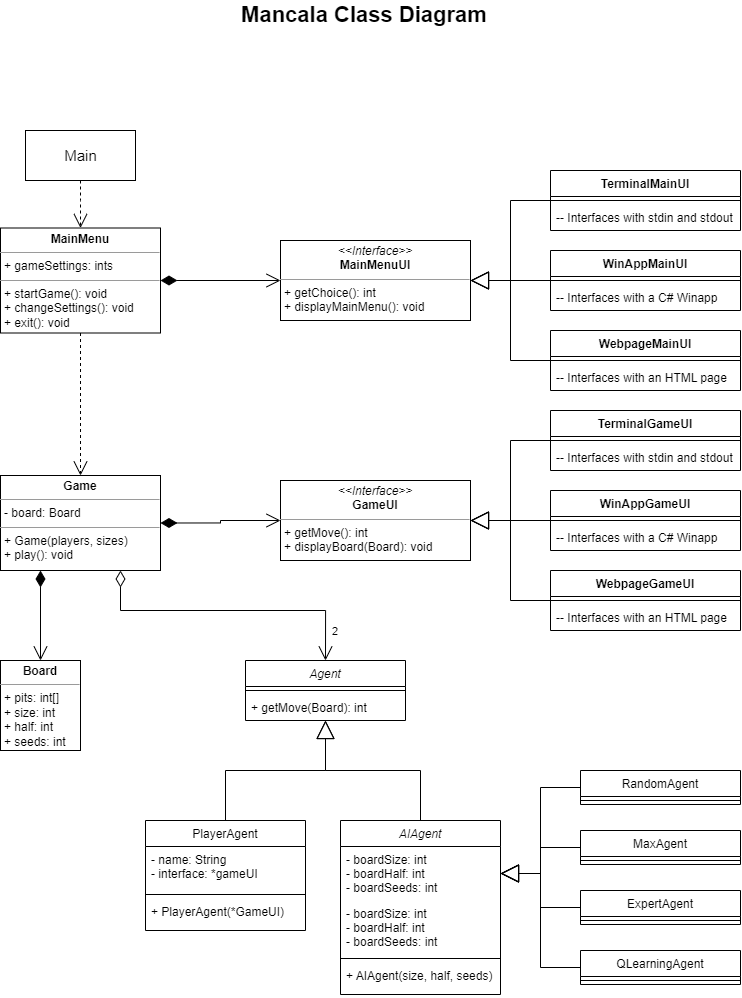 Mancala Class Diagram
Main
MainMenu
+ gameSettings: ints
+ startGame(): void
+ changeSettings(): void
+ exit(): void
<<Interface>>
MainMenuUI
+ getChoice(): int
+ displayMainMenu(): void
TerminalMainUI
-- Interfaces with stdin and stdout
WinAppMainUI
-- Interfaces with a C# Winapp
WebpageMainUI
-- Interfaces with an HTML page
Game
- board: Board
+ Game(players, sizes)
+ play(): void
<<Interface>>
GameUI
+ getMove(): int
+ displayBoard(Board): void
TerminalGameUI
-- Interfaces with stdin and stdout
WinAppGameUI
-- Interfaces with a C# Winapp
WebpageGameUI
-- Interfaces with an HTML page
Board
+ pits: int[]
+ size: int
+ half: int
+ seeds: int
2
Agent
+ getMove(Board): int
PlayerAgent
- name: String
- interface: *gameUI
+ PlayerAgent(*GameUI)
AIAgent
- boardSize: int
- boardHalf: int
- boardSeeds: int
- boardSize: int
- boardHalf: int
- boardSeeds: int
+ AIAgent(size, half, seeds)
RandomAgent
MaxAgent
ExpertAgent
QLearningAgent